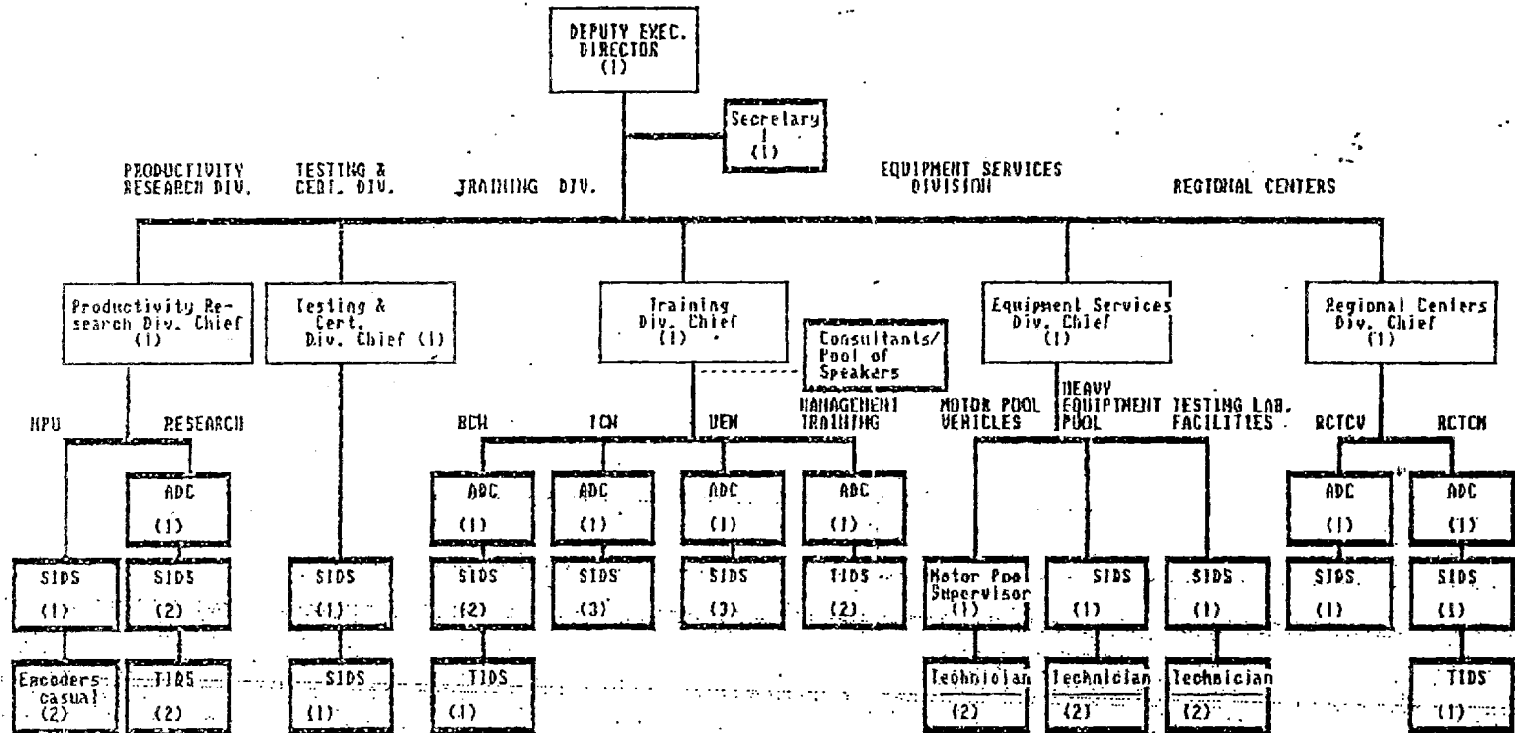 DEPUTY EXEC.
DIRECTOR
(1)
Secretary
I
(1)
PRODUCTIVITY
RESEARCH DIV.
TESTING &
CERT. DIV.
TRAINING DIV.
EQUIPMENT SERVICES
DIVISION
REGIONAL CENTERS
Productivity Re-
search Div. Chief
(1)
Testing &
Cert.
Div. Chief (1)
Training
Div. Chief
(1)
Consultants/
Pool of
Speakers
Equipment Services
Div. Chief
(1)
Regional Centers
Div. Chief
(1)
RESEARCH
MANAGEMENT
TRAINING
MOTOR POOL
VEHICLES
HEAVY
EQUIPTMENT
POOL
TESTING LAB.
FACILITIES
RCTCV
RCTCM
ADC
(1)
ADC
(1)
ADC
(1)
ADC
(1)
ADC
(1)
ADC
(1)
ADC
(1)
SIDS
(1)
SIDS
(2)
SIDS
(1)
SIDS
(2)
SIDS
(3)
SIDS
(3)
TIDS
(2)
Motor Pool
Supervisor
(1)
SIDS
(1)
SIDS
(1)
SIDS
(1)
SIDS
(1)
Encoders
casual
(2)
TIDS
(2)
SIDS
(1)
TIDS
(1)
Technician
(2)
Technician
(2)
Technician
(2)
TIDS
(1)